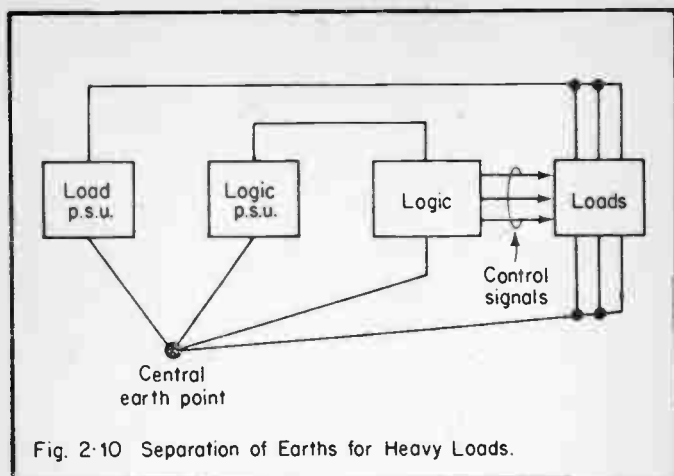 Load
p.s.u.
Logic
p.s.u.
Logic
Loads
Control
signals
Central
earth point
Fig. 2·10 Separation of Earths for Heavy Loads.